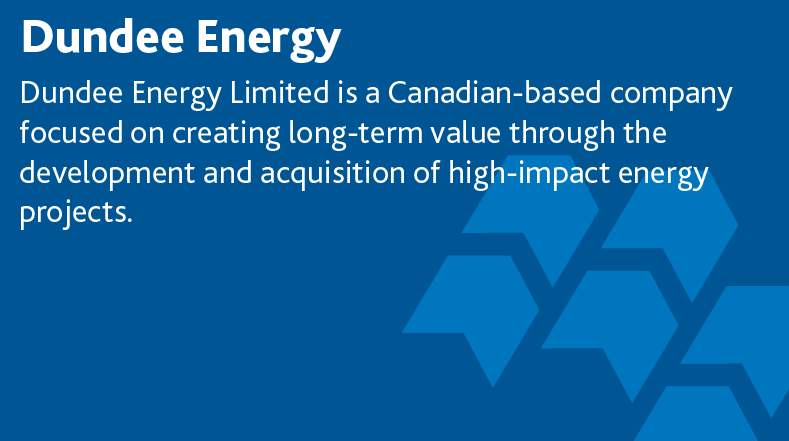 Dundee Energy
Dundee Energy Limited is a Canadian-based company
focused on creating long-term value through the
development and acquisition of high-impact energy
projects.